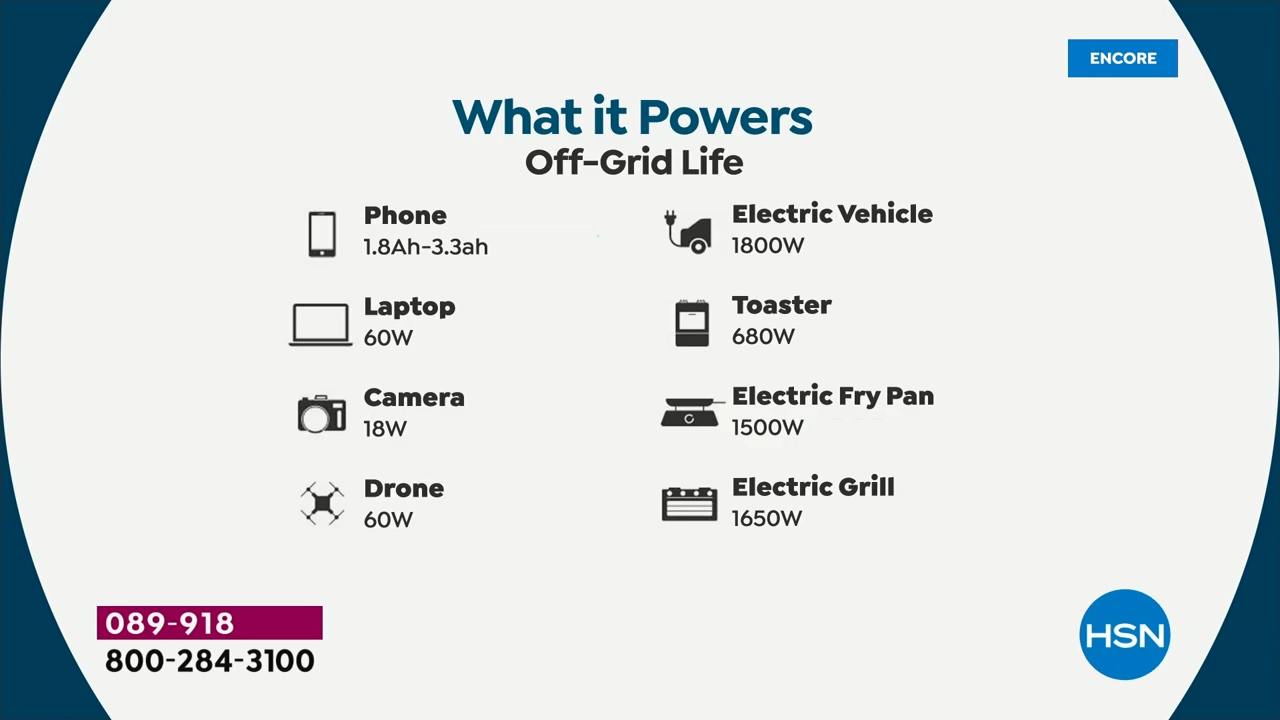 ENCORE
What it Powers
Off-Grid Life
Phone
1.8Ah-3.3ah
Laptop
60W
Camera
18W
Drone
60W
Electric Vehicle
1800W
Toaster
680W
Electric Fry Pan
1500W
Electric Grill
1650W
089-918
800-284-3100
HSN